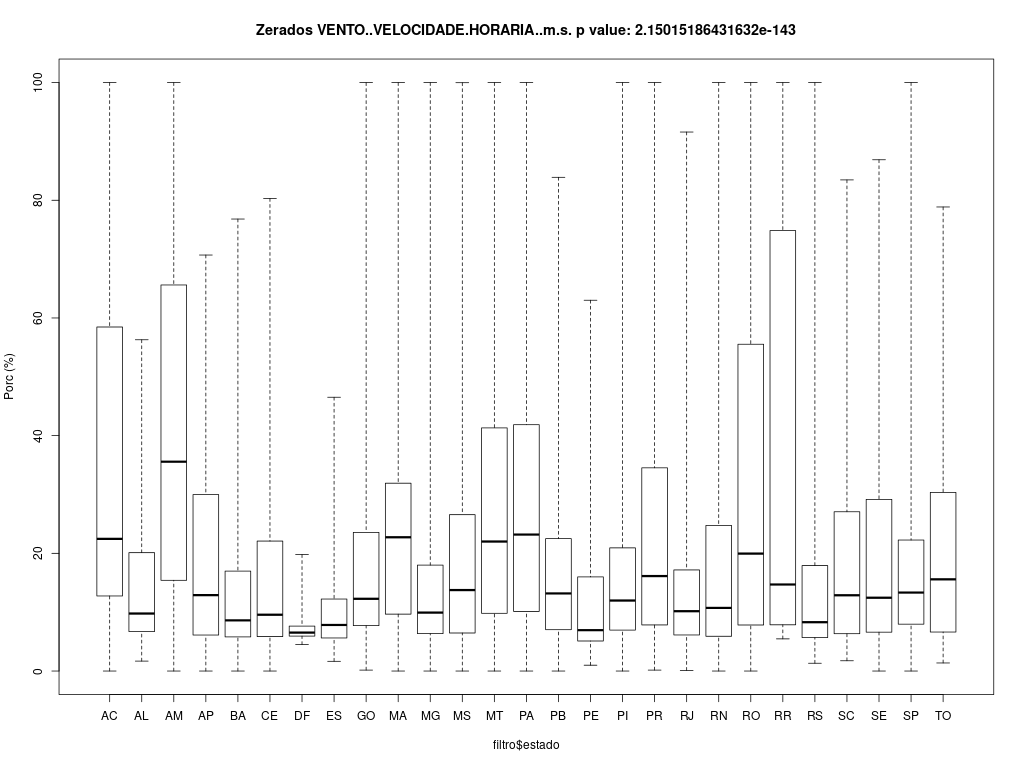 Zerados VENTO..VELOCIDADE.HORARIA..m.s. p value: 2.15015186431632e-143
Porc (%)
100
80
60
40
20
0
AC AL AM AP BA CE DF ES GO MA MG MS MT PA PB PE PI PR RJ RN RO RR RS SC SE SP TO
filtro$estado